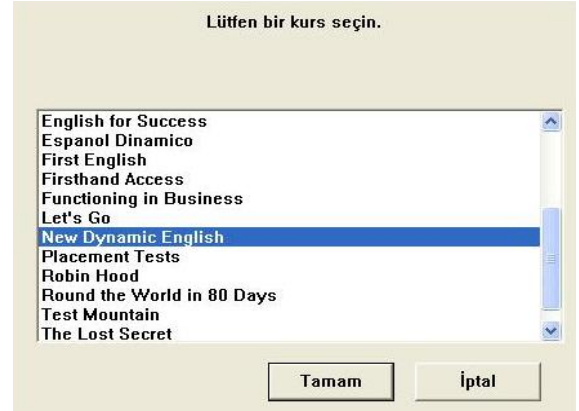 Lütfen bir kurs seçin.
English for Success
Espanol Dinamico
First English
Firsthand Access
Functioning in Business
Let's Go
New Dynamic English
Placement Tests
Robin Hood
Round the World in 80 Days
Test Mountain
The Lost Secret
Tamam İptal